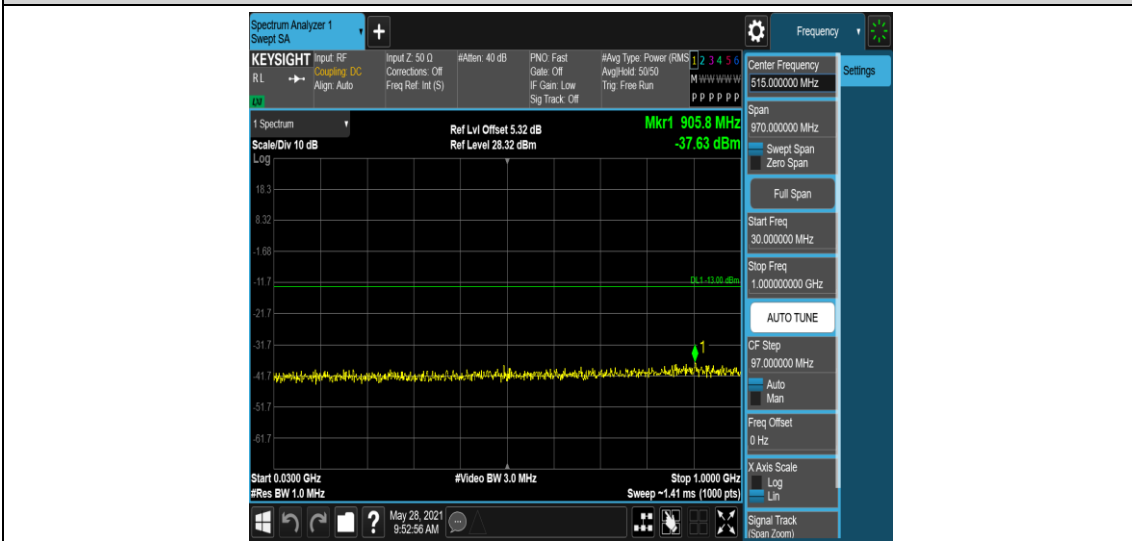 Spectrum Analyzer 1
Swept SA
Frequency
KEYSIGHT
RL
LXI
Input: RF
Coupling: DC
Align: Auto
Input Z: 50 Ω
Corrections: Off
Freq Ref: Int (S)
#Atten: 40 dB
PNO: Fast
Gate: Off
IF Gain: Low
Sig Track: Off
#Avg Type: Power (RMS
Avg|Hold: 50/50
Trig: Free Run
1 2 3 4 5 6
M W W W W W
P P P P P P
1 Spectrum
Scale/Div 10 dB
Log
Ref Lvl Offset 5.32 dB
Ref Level 28.32 dBm
Mkr1 905.8 MHz
-37.63 dBm
18.3
8.32
-1.68
-11.7
DL1 -13.00 dBm
-21.7
-31.7
1
-41.7
-51.7
-61.7
Start 0.0300 GHz
#Video BW 3.0 MHz
Stop 1.0000 GHz
#Res BW 1.0 MHz
Sweep ~1.41 ms (1000 pts)
?
May 28, 2021
9:52:56 AM
Settings
Center Frequency
515.000000 MHz
Span
970.000000 MHz
Swept Span
Zero Span
Full Span
Start Freq
30.000000 MHz
Stop Freq
1.000000000 GHz
AUTO TUNE
CF Step
97.000000 MHz
Auto
Man
Freq Offset
0 Hz
X Axis Scale
Log
Lin
Signal Track
(Span Zoom)